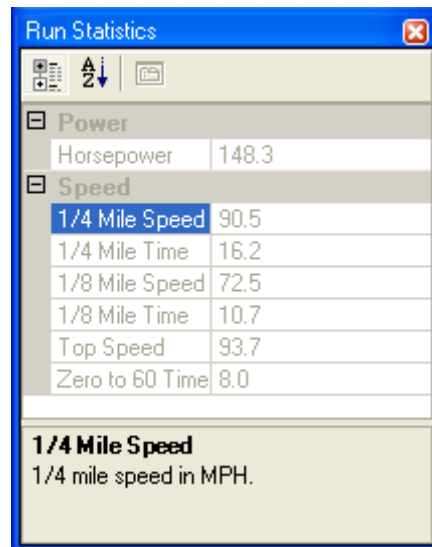 Run Statistics
Power
Horsepower 148.3
Speed
1/4 Mile Speed 90.5
1/4 Mile Time 16.2
1/8 Mile Speed 72.5
1/8 Mile Time 10.7
Top Speed 93.7
Zero to 60 Time 8.0
1/4 Mile Speed
1/4 mile speed in MPH.